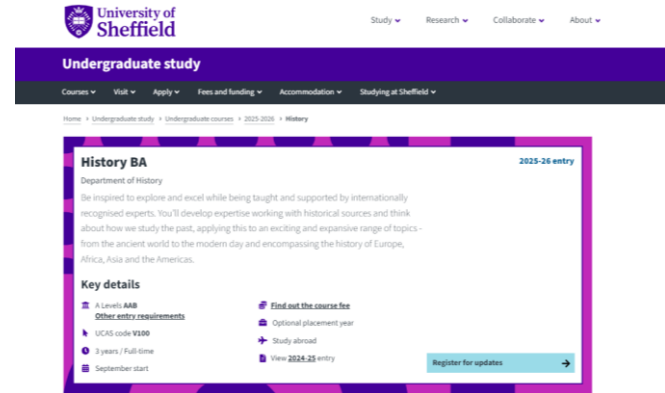 University of
Sheffield
Study
Research
Collaborate
About
Undergraduate study
Courses
Visit
Apply
Fees and funding
Accommodation
Studying at Sheffield
Home
Undergraduate study
Undergraduate courses
2025-2026
History
History BA
2025-26 entry
Department of History
Be inspired to explore and excel while being taught and supported by internationally
recognised experts. You'll develop expertise working with historical sources and think
about how we study the past, applying this to an exciting and expansive range of topics -
from the ancient world to the modern day and encompassing the history of Europe,
Africa, Asia and the Americas.
Key details
A Levels AAB
Other entry requirements
UCAS code V100
3 years / Full-time
September start
Find out the course fee
Optional placement year
Study abroad
View 2024-25 entry
Register for updates